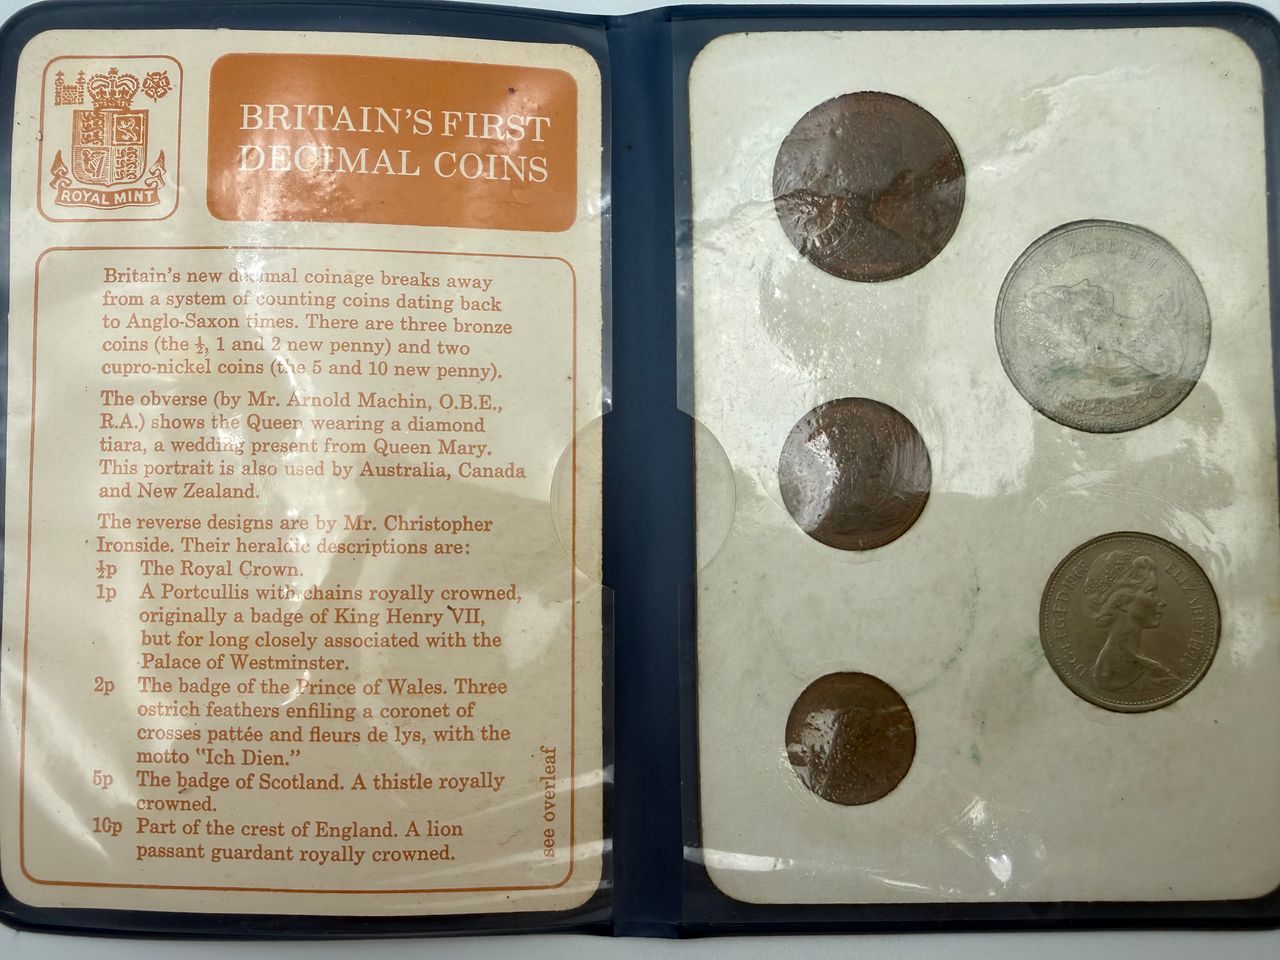 ROYAL MINT
BRITAIN'S FIRST
DECIMAL COINS
Britain's new decimal coinage breaks away
from a system of counting coins dating back
to Anglo-Saxon times. There are three bronze
coins (the ½, 1 and 2 new penny) and two
cupro-nickel coins (the 5 and 10 new penny).
The obverse (by Mr. Arnold Machin, O.B.E.,
R.A.) shows the Queen wearing a diamond
tiara, a wedding present from Queen Mary.
This portrait is also used by Australia, Canada
and New Zealand.
The reverse designs are by Mr. Christopher
Ironside. Their heraldic descriptions are:
½p The Royal Crown.
1p A Portcullis with chains royally crowned,
originally a badge of King Henry VII,
but for long closely associated with the
Palace of Westminster.
2p The badge of the Prince of Wales. Three
ostrich feathers enfiling a coronet of
crosses pattée and fleurs de lys, with the
motto "Ich Dien."
5p The badge of Scotland. A thistle royally
crowned.
10p Part of the crest of England. A lion
passant guardant royally crowned.
see overleaf
ELIZABETH II
D·G·REG·F·D·
ELIZABETH II